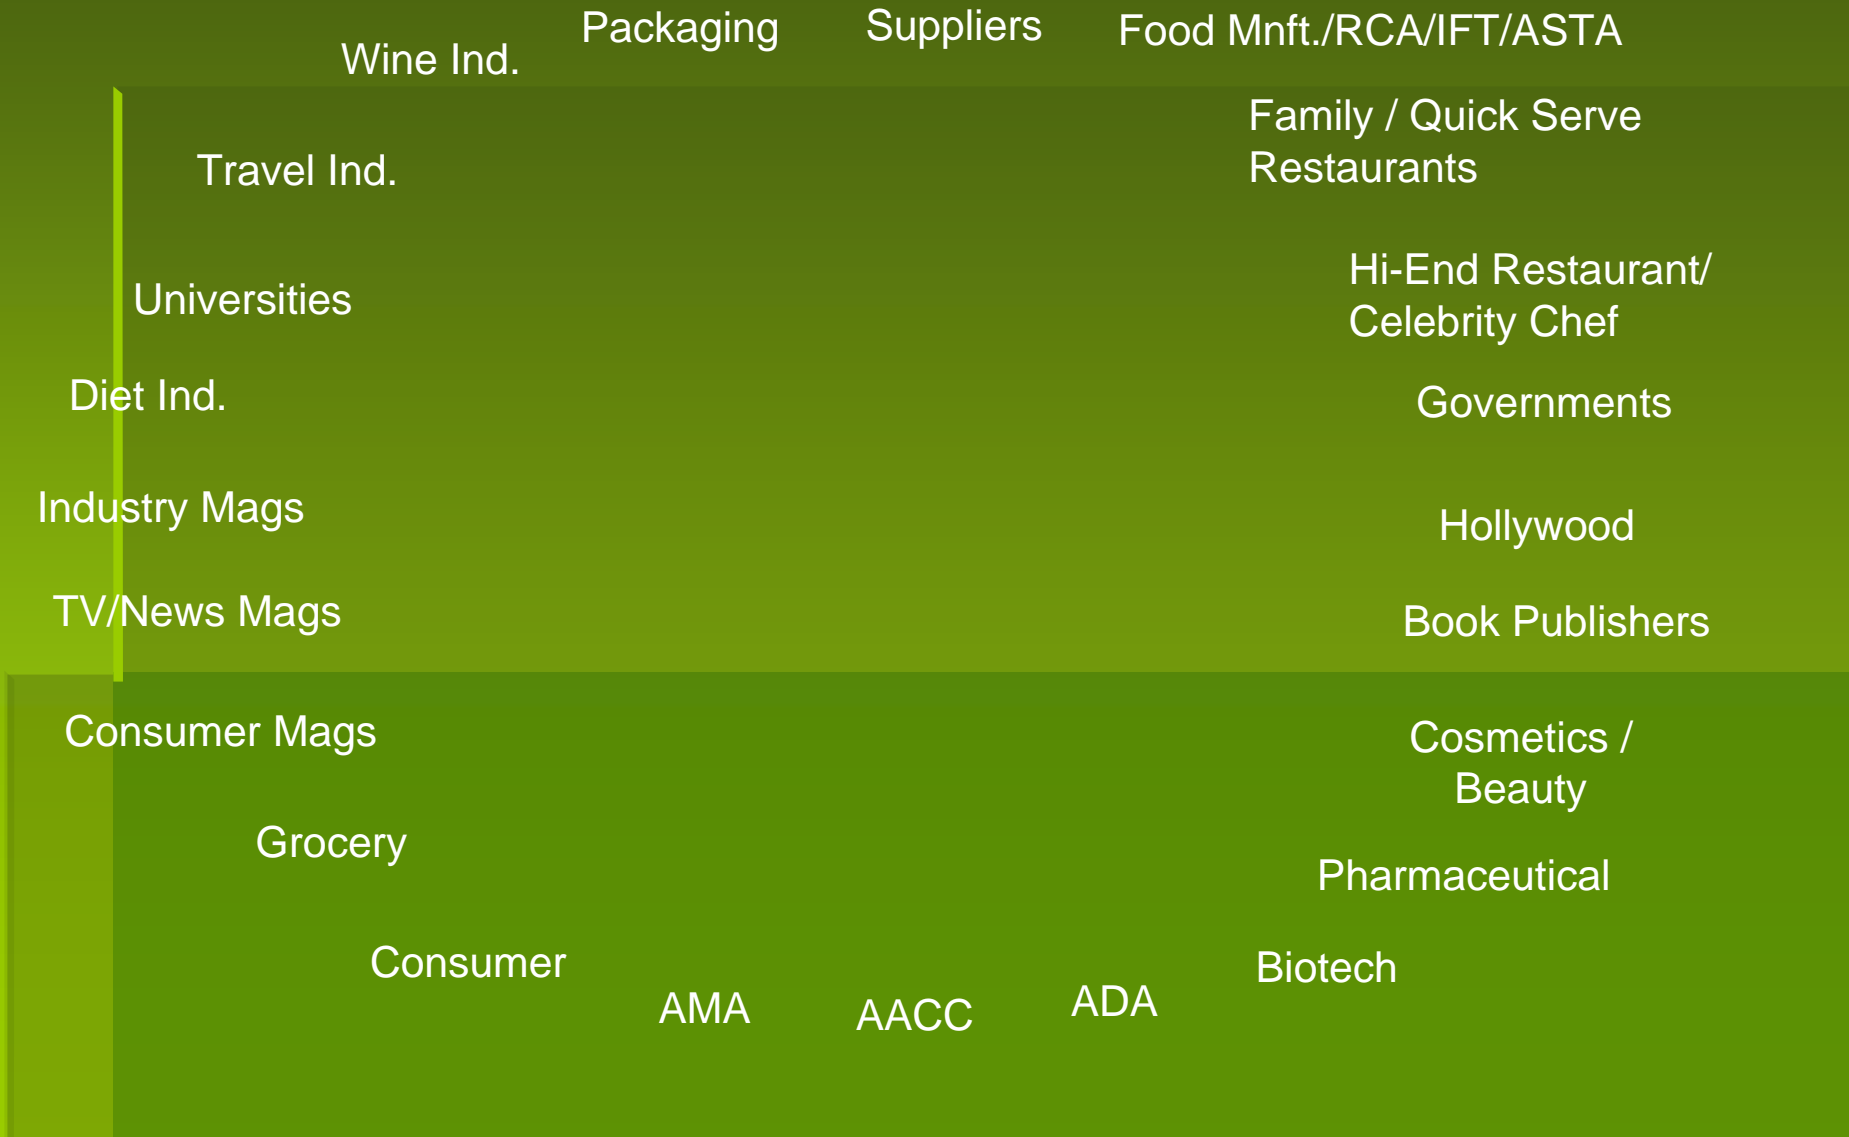 Packaging
Suppliers
Food Mnft./RCA/IFT/ASTA
Wine Ind.
Family / Quick Serve
Restaurants
Travel Ind.
Hi-End Restaurant/
Celebrity Chef
Universities
Diet Ind.
Governments
Industry Mags
Hollywood
TV/News Mags
Book Publishers
Consumer Mags
Cosmetics /
Beauty
Grocery
Pharmaceutical
Consumer
Biotech
AMA
AACC
ADA